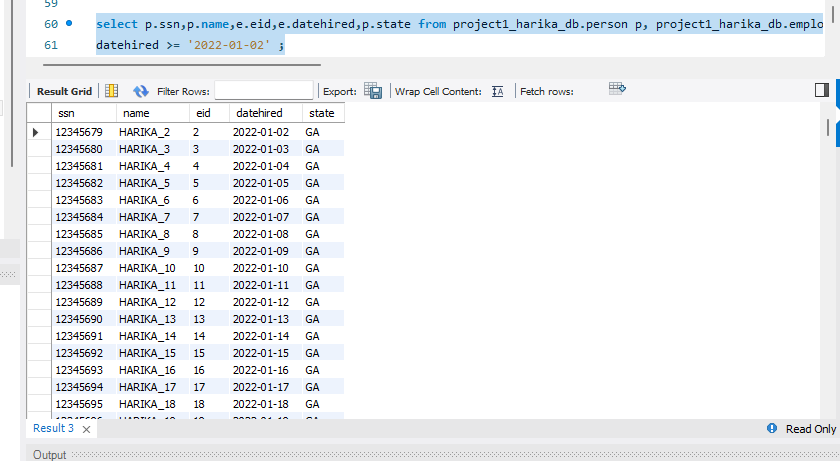 59
60 select p.ssn,p.name,e.eid,e.datehired,p.state from project1_harika_db.person p, project1_harika_db.emplo
61 datehired >= '2022-01-02' ;
Result Grid Filter Rows: Export: Wrap Cell Content: Fetch rows:
ssn name eid datehired state
12345679 HARIKA_2 2 2022-01-02 GA
12345680 HARIKA_3 3 2022-01-03 GA
12345681 HARIKA_4 4 2022-01-04 GA
12345682 HARIKA_5 5 2022-01-05 GA
12345683 HARIKA_6 6 2022-01-06 GA
12345684 HARIKA_7 7 2022-01-07 GA
12345685 HARIKA_8 8 2022-01-08 GA
12345686 HARIKA_9 9 2022-01-09 GA
12345687 HARIKA_10 10 2022-01-10 GA
12345688 HARIKA_11 11 2022-01-11 GA
12345689 HARIKA_12 12 2022-01-12 GA
12345690 HARIKA_13 13 2022-01-13 GA
12345691 HARIKA_14 14 2022-01-14 GA
12345692 HARIKA_15 15 2022-01-15 GA
12345693 HARIKA_16 16 2022-01-16 GA
12345694 HARIKA_17 17 2022-01-17 GA
12345695 HARIKA_18 18 2022-01-18 GA
Result 3 Read Only
Output